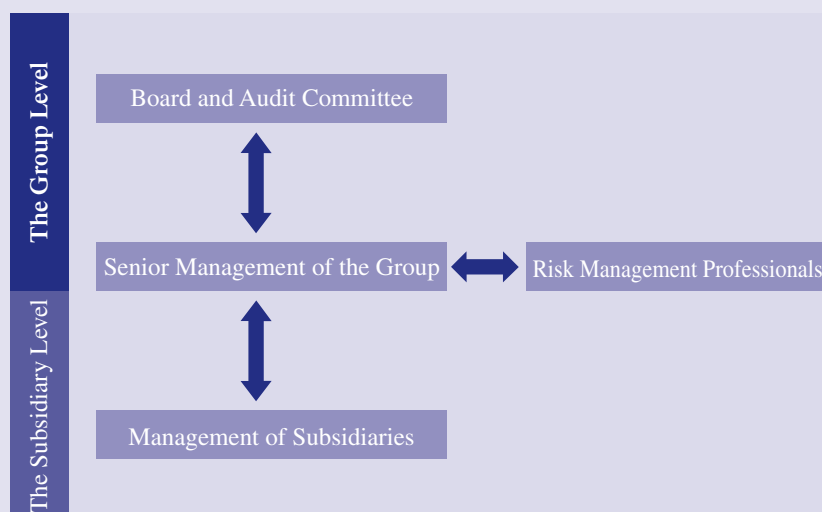 The Group Level
Board and Audit Committee
Senior Management of the Group
Risk Management Professionals
The Subsidiary Level
Management of Subsidiaries